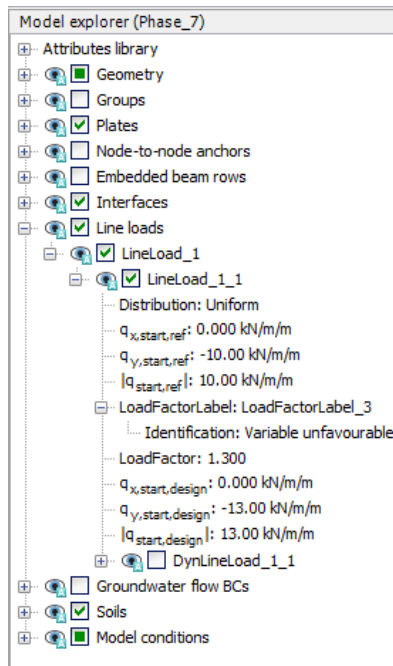 Model explorer (Phase_7)
Attributes library
Geometry
Groups
Plates
Node-to-node anchors
Embedded beam rows
Interfaces
Line loads
LineLoad_1
LineLoad_1_1
Distribution: Uniform
qx,start,ref: 0.000 kN/m/m
qy,start,ref: -10.00 kN/m/m
|qstart,ref|: 10.00 kN/m/m
LoadFactorLabel: LoadFactorLabel_3
Identification: Variable unfavourable
LoadFactor: 1.300
qx,start,design: 0.000 kN/m/m
qy,start,design: -13.00 kN/m/m
|qstart,design|: 13.00 kN/m/m
DynLineLoad_1_1
Groundwater flow BCs
Soils
Model conditions